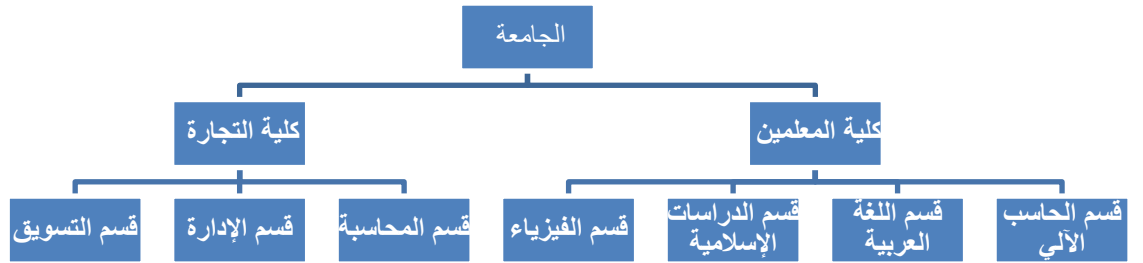 الجامعة
كلية المعلمين
كلية التجارة
قسم الحاسب
الآلي
قسم اللغة
العربية
قسم الدراسات
الإسلامية
قسم الفيزياء
قسم المحاسبة
قسم الإدارة
قسم التسويق